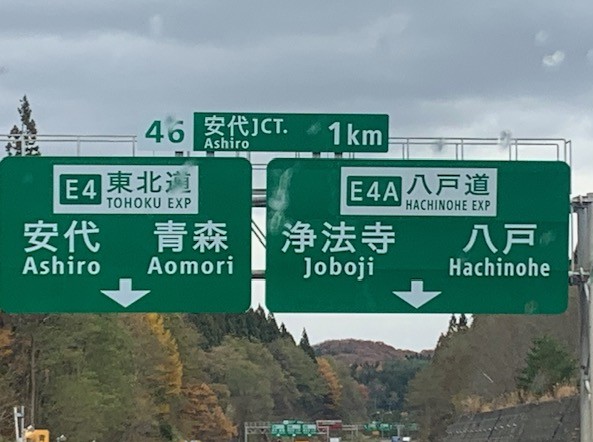 46 安代JCT. 1km
Ashiro
E4 東北道
TOHOKU EXP
安代 青森
Ashiro Aomori
E4A 八戸道
HACHINOHE EXP
浄法寺 八戸
Joboji Hachinohe